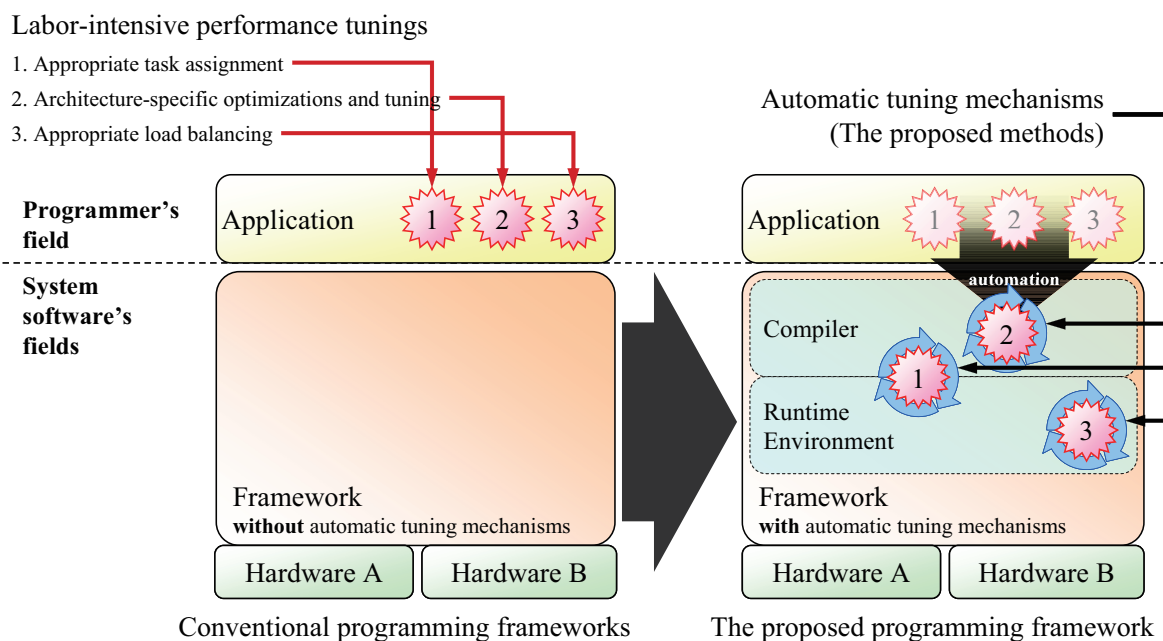 Labor-intensive performance tunings
1. Appropriate task assignment
2. Architecture-specific optimizations and tuning
3. Appropriate load balancing
Automatic tuning mechanisms
(The proposed methods)
Programmer's
field
Application
1
2
3
Application
1
2
3
System
software's
fields
automation
Compiler
2
1
Runtime
Environment
3
Framework
without automatic tuning mechanisms
Framework
with automatic tuning mechanisms
Hardware A
Hardware B
Hardware A
Hardware B
Conventional programming frameworks
The proposed programming framework